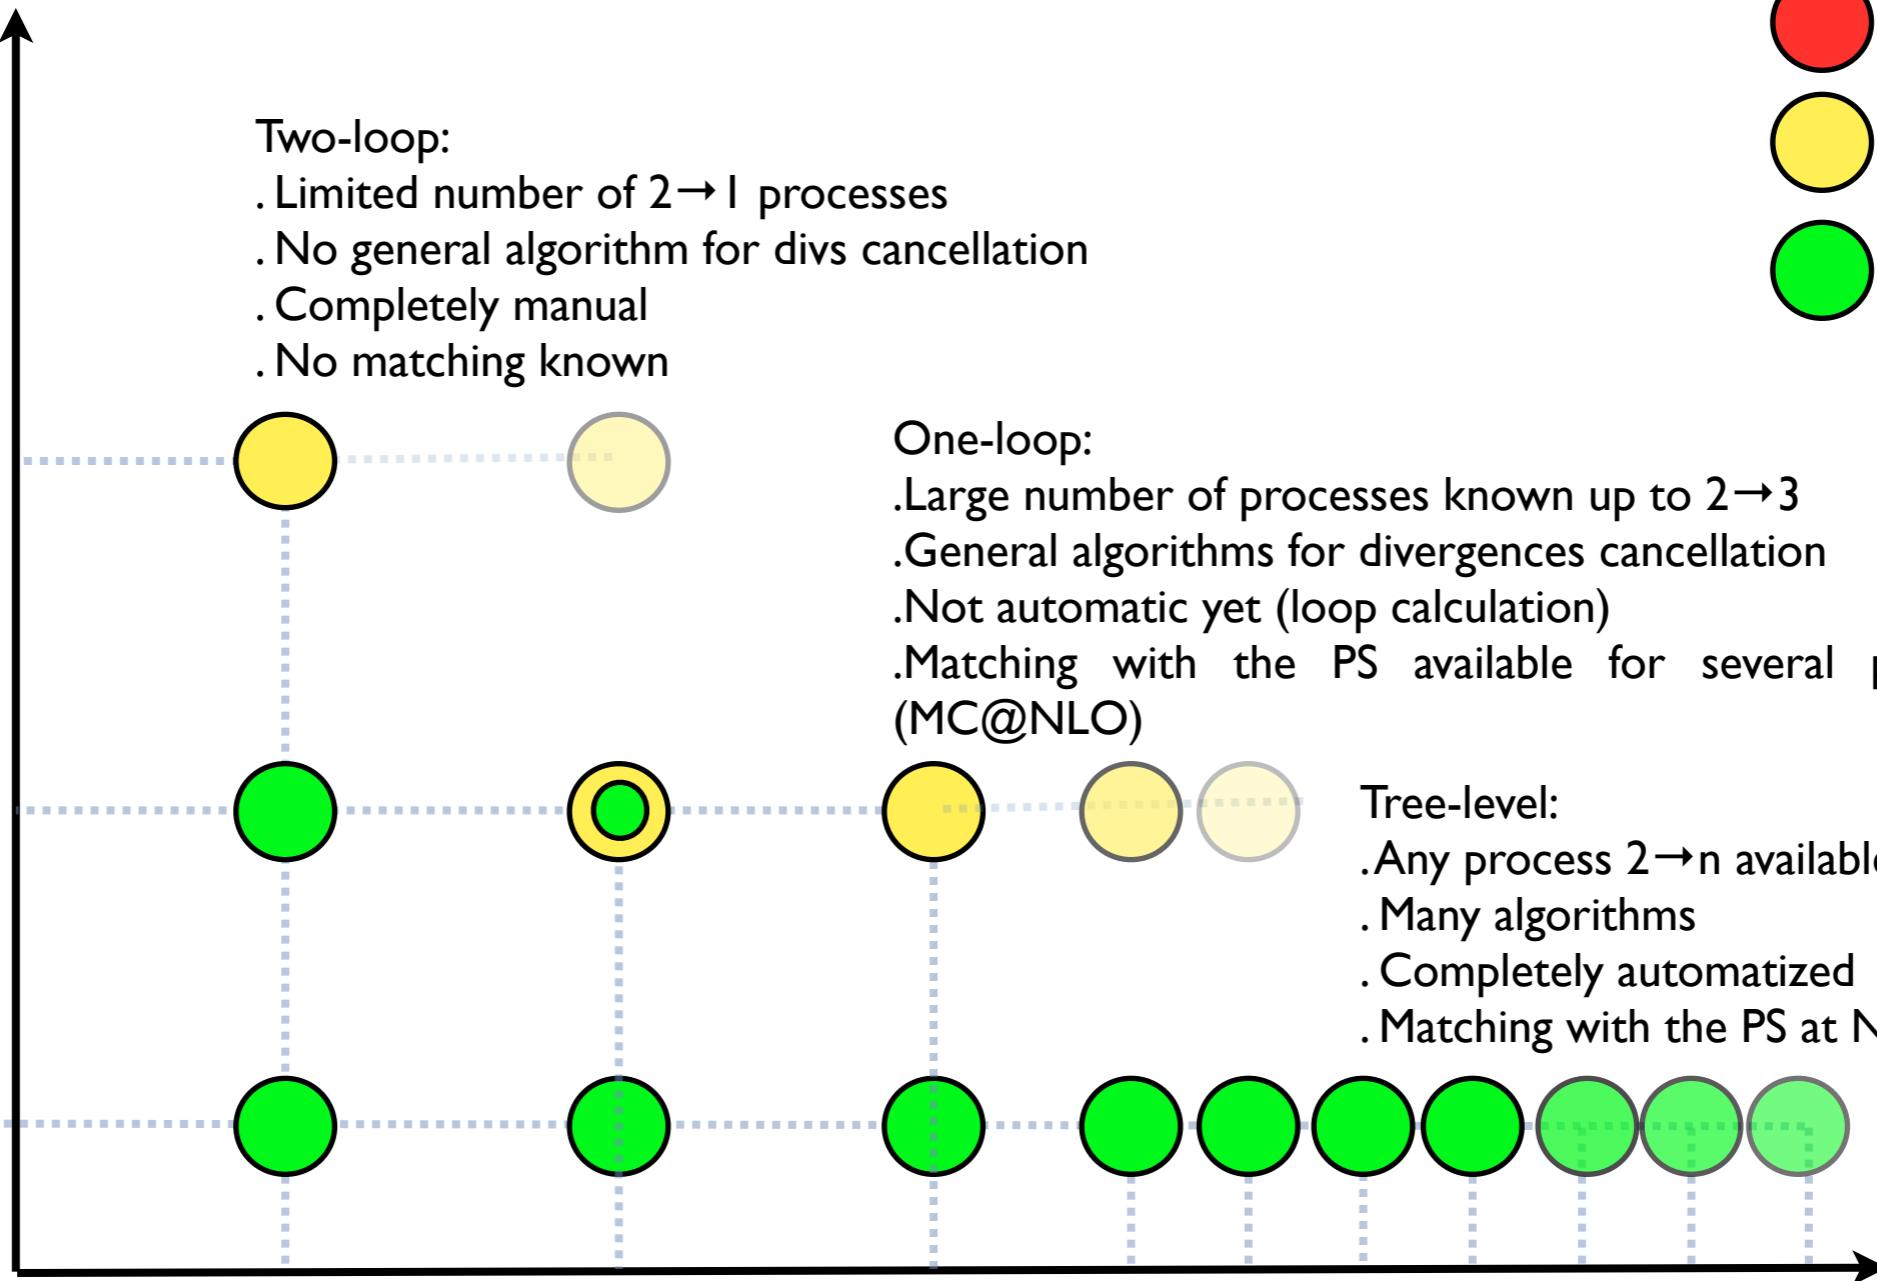 Two-loop:
. Limited number of 2→1 processes
. No general algorithm for divs cancellation
. Completely manual
. No matching known
One-loop:
.Large number of processes known up to 2→3
.General algorithms for divergences cancellation
.Not automatic yet (loop calculation)
.Matching with the PS available for several
(MC@NLO)
Tree-level:
.Any process 2→n
. Many algorithms
. Completely automatized
. Matching with the PS at